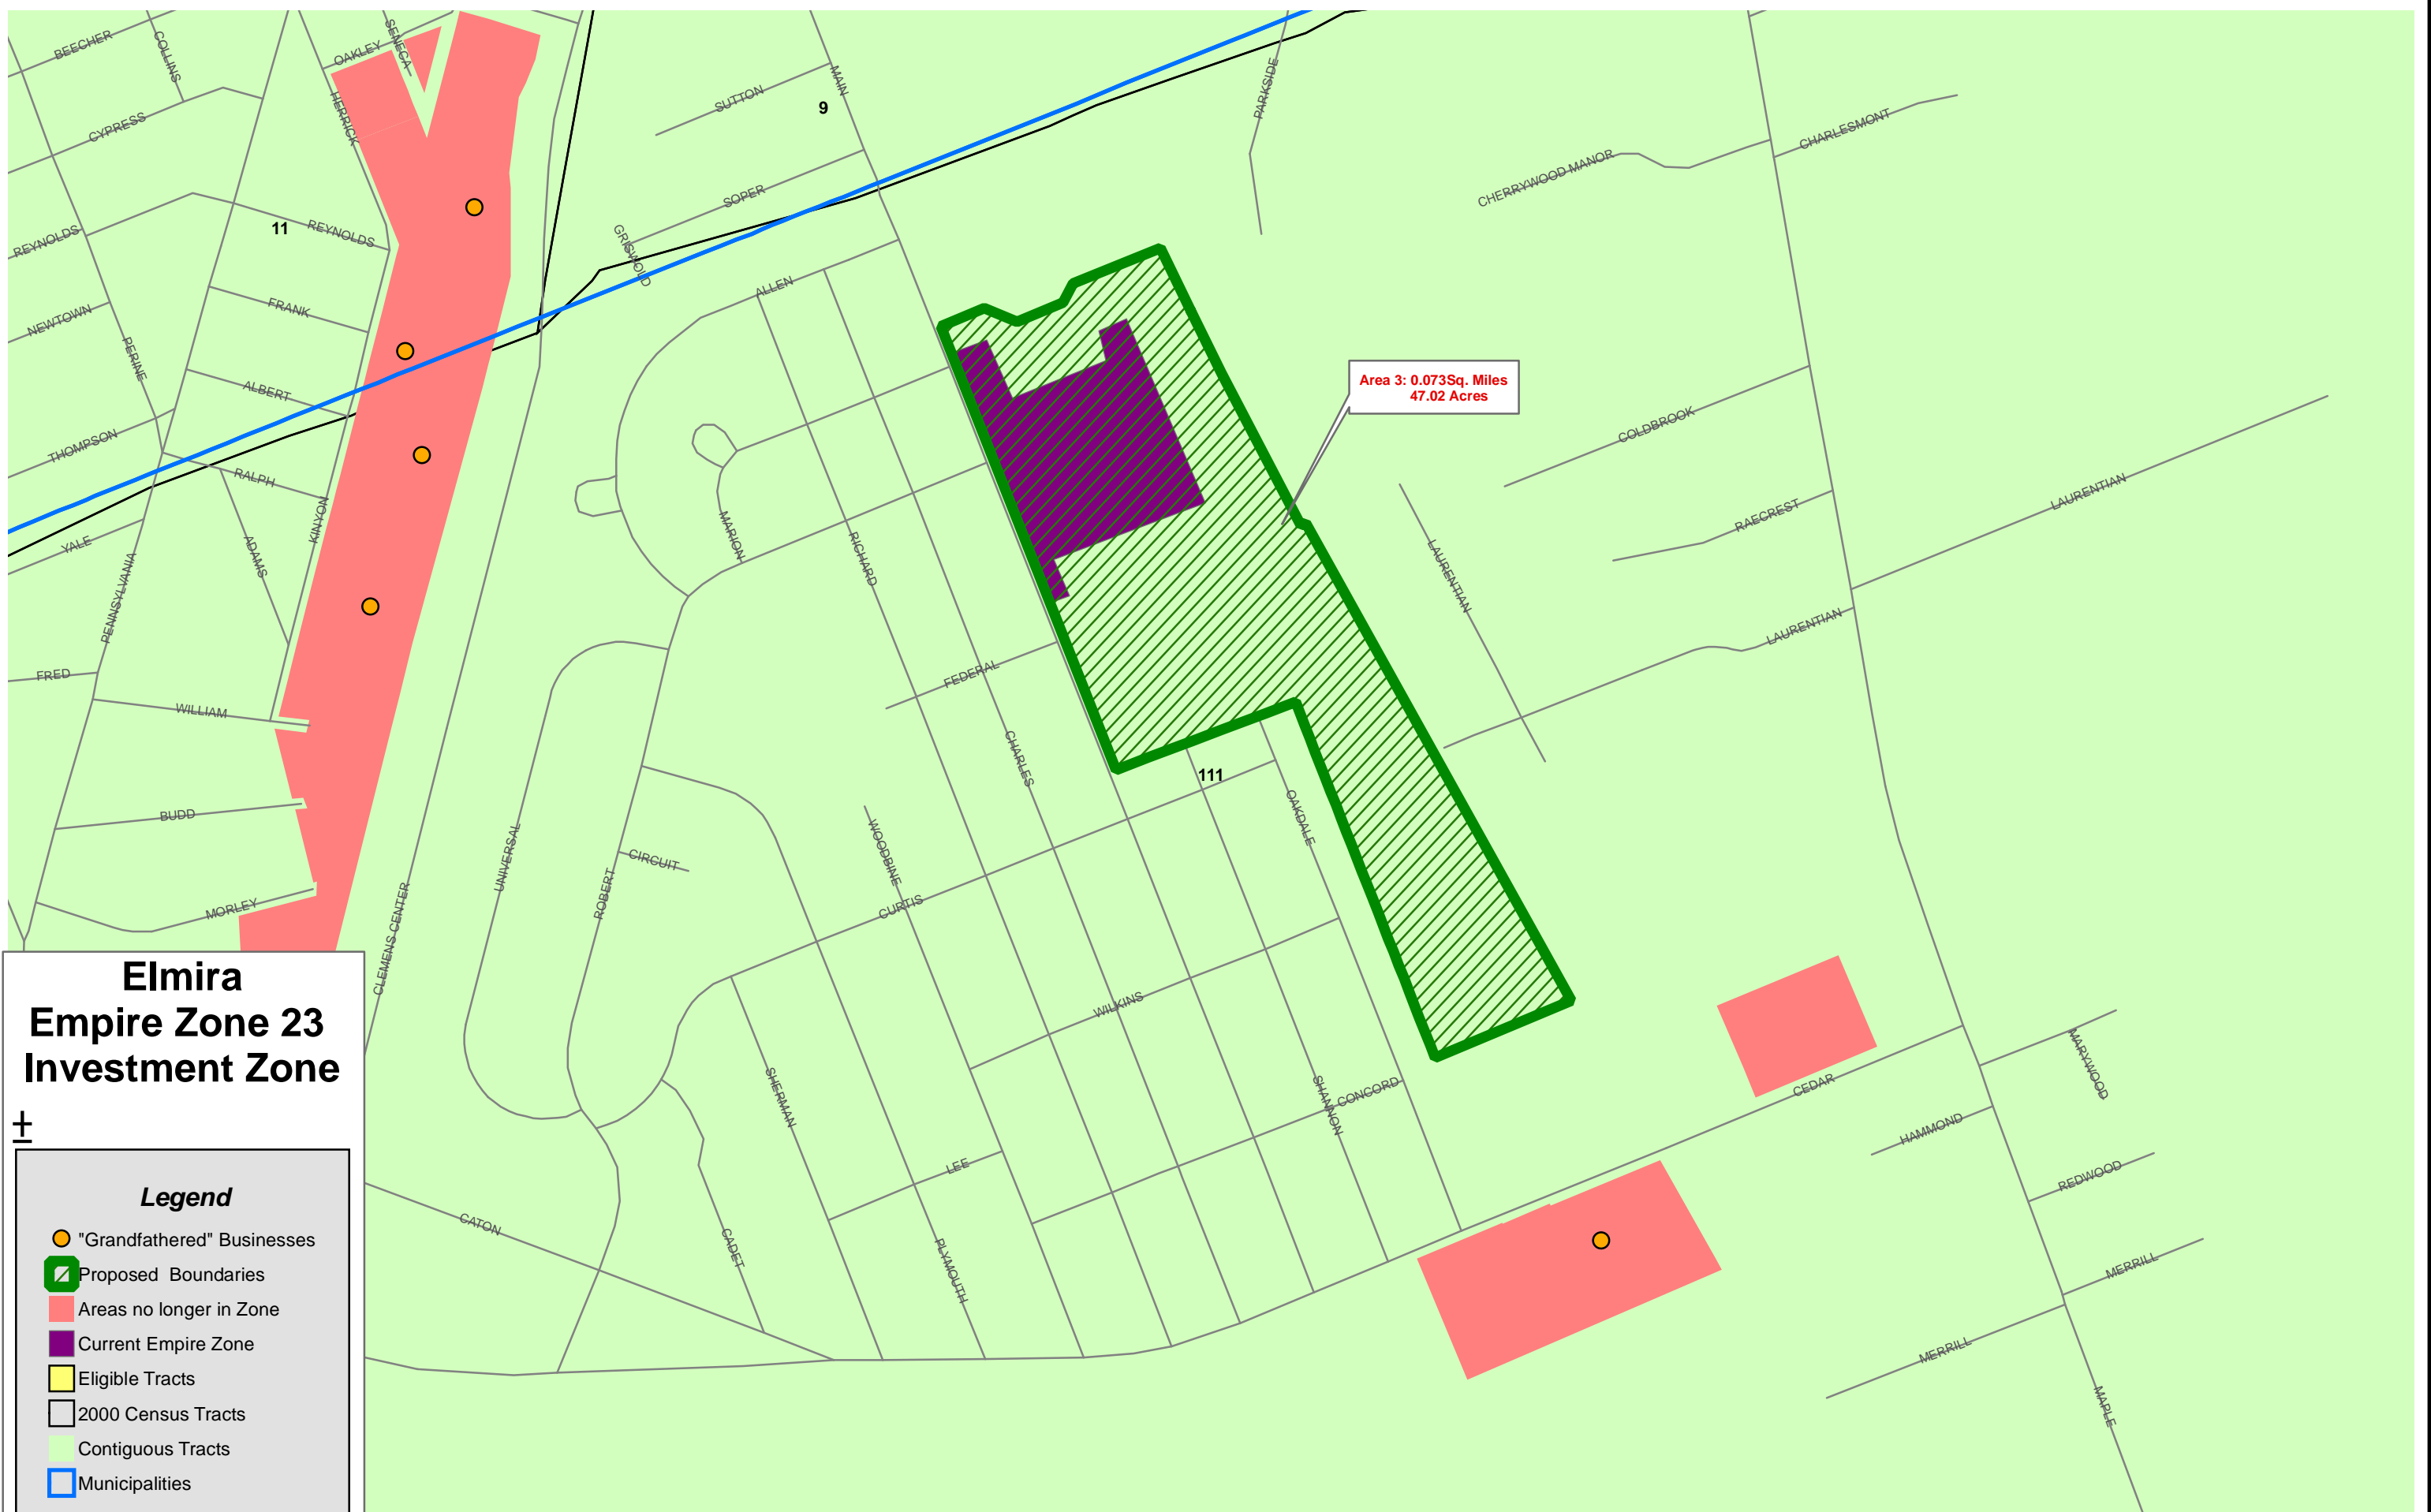 BEECHER
COLLINS
OAKLEY
SENECA
CYPRESS
HERRICK
SUTTON
MAIN
9
PARKSIDE
CHARLESMONT
CHERRYWOOD MANOR
REYNOLDS
11
REYNOLDS
SOPER
GRISWOLD
ALLEN
FRANK
NEWTOWN
PERINE
ALBERT
THOMPSON
RALPH
KINYON
YALE
ADAMS
PENNSYLVANIA
MARION
RICHARD
Area 3: 0.073Sq. Miles
47.02 Acres
COLDBROOK
RAECREST
LAURENTIAN
LAURENTIAN
LAURENTIAN
FRED
WILLIAM
FEDERAL
CHARLES
111
OAKDALE
BUDD
UNIVERSAL
CIRCUIT
WOODBINE
ROBERT
CURTIS
MORLEY
CLEMENS CENTER
WILKINS
SHERMAN
SHANNON
CONCORD
CEDAR
MARYWOOD
HAMMOND
REDWOOD
LEE
CATON
CADET
PLYMOUTH
MERRILL
MERRILL
MAPLE
Elmira
Empire Zone 23
Investment Zone
±
Legend
"Grandfathered" Businesses
Proposed Boundaries
Areas no longer in Zone
Current Empire Zone
Eligible Tracts
2000 Census Tracts
Contiguous Tracts
Municipalities